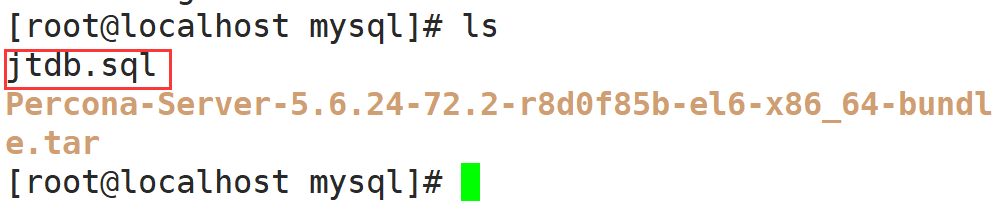 [root@localhost mysql]# ls
jtdb.sql
Percona-Server-5.6.24-72.2-r8d0f85b-el6-x86_64-bundl
e.tar
[root@localhost mysql]#